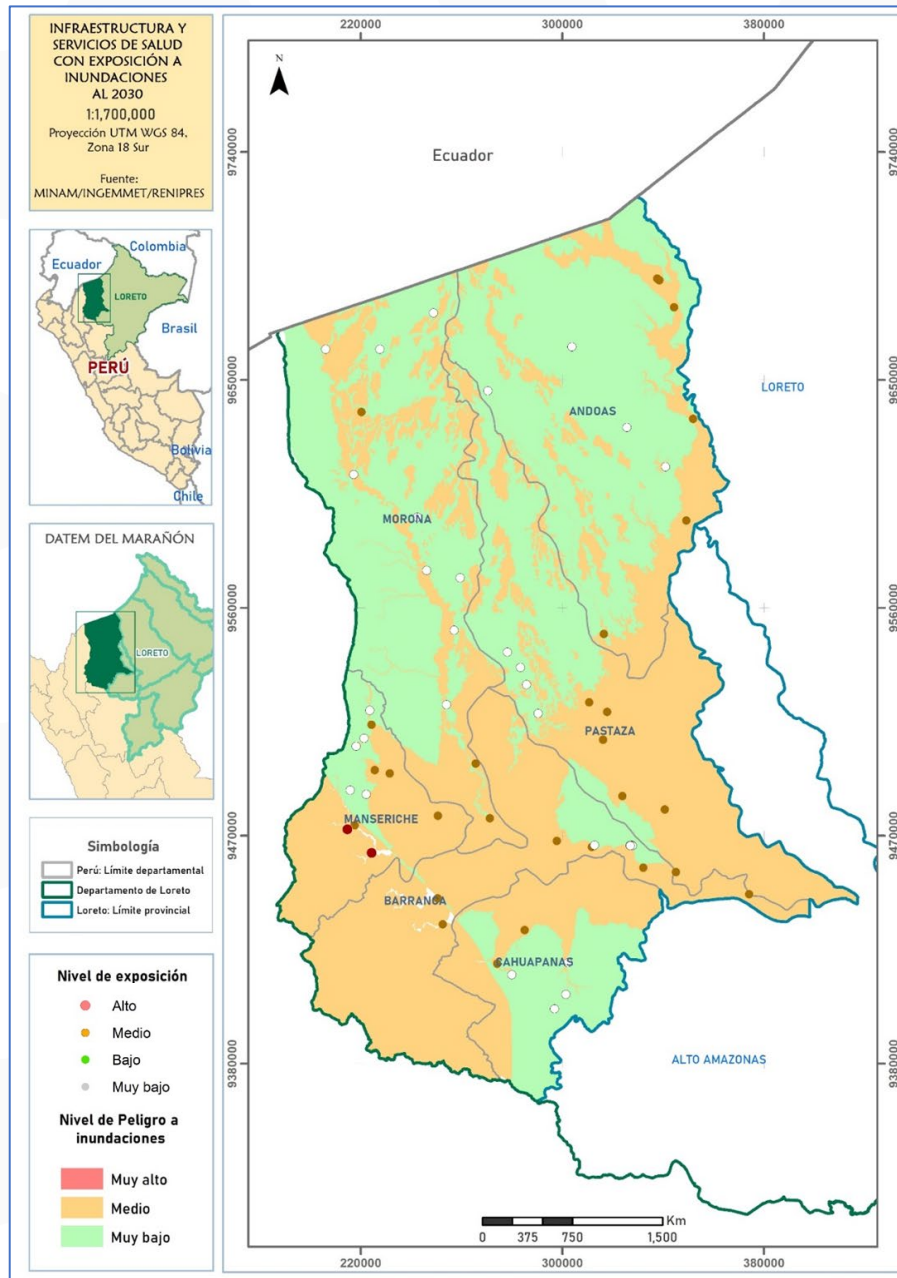 INFRAESTRUCTURA Y
SERVICIOS DE SALUD
CON EXPOSICIÓN A
INUNDACIONES
AL 2030
1:1,700,000
Proyección UTM WGS 84,
Zona 18 Sur
Fuente:
MINAM/INGEMMET/RENIPRES
Ecuador
Colombia
LORETO
Brasil
PERÚ
Bolivia
Chile
DATEM DEL MARAÑÓN
LORETO
Simbología
Perú: Límite departamental
Departamento de Loreto
Loreto: Límite provincial
Nivel de exposición
Alto
Medio
Bajo
Muy bajo
Nivel de Peligro a
inundaciones
Muy alto
Medio
Muy bajo
220000
300000
380000
N
Ecuador
9740000
9740000
9650000
9650000
LORETO
ANDOAS
MORONA
9560000
9560000
PASTAZA
MANSERICHE
9470000
9470000
BARRANCA
CAHUAPANAS
ALTO AMAZONAS
9380000
9380000
Km
0
375
750
1,500
220000
300000
380000